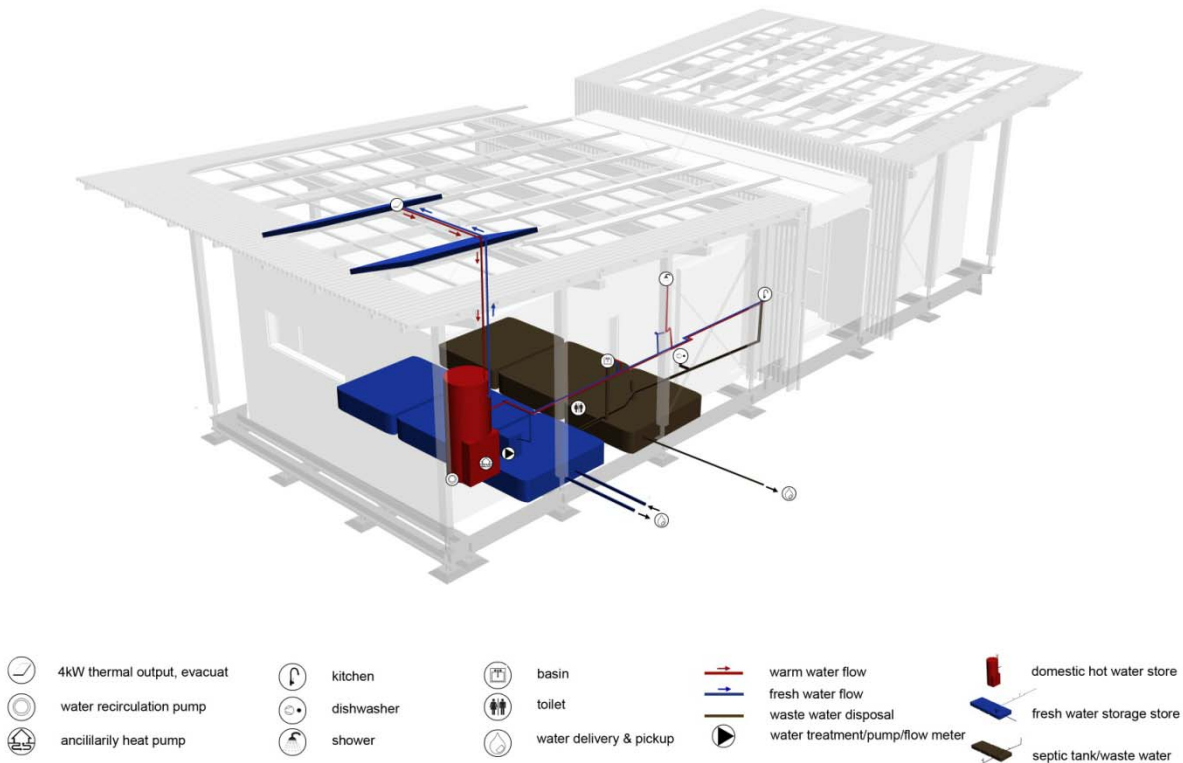 4kW thermal output, evacuat
water recirculation pump
ancililarily heat pump
kitchen
dishwasher
shower
basin
toilet
water delivery & pickup
warm water flow
fresh water flow
waste water disposal
water treatment/pump/flow meter
domestic hot water store
fresh water storage store
septic tank/waste water